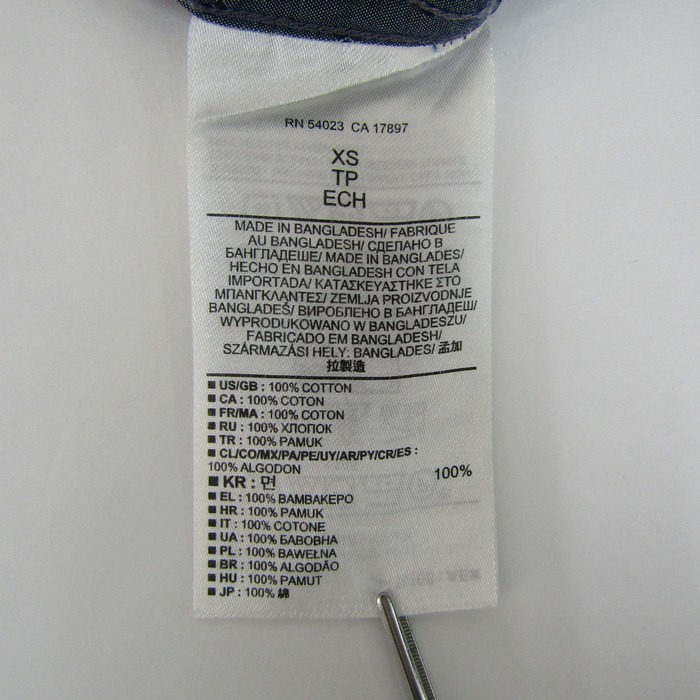 RN 54023 CA 17897
XS
TP
ECH
MADE IN BANGLADESH/ FABRIQUE
AU BANGLADESH/ СДЕЛАНО В
БАНГЛАДЕШЕ/ MADE IN BANGLADES/
HECHO EN BANGLADESH CON TELA
IMPORTADA/ ΚΑΤΑΣΚΕΥΑΣΤΗΚΕ ΣΤΟ
ΜΠΑΝΓΚΛΑΝΤΕΣ/ ZEMLJA PROIZVODNJE
BANGLADEŠ/ ВИРОБЛЕНО В БАНГЛАДЕШ/
WYPRODUKOWANO W BANGLADESZU/
FABRICADO EM BANGLADESH/
SZÁRMAZÁSI HELY: BANGLADES/ 孟加
拉製造
■ US/GB : 100% COTTON
■ CA : 100% COTON
■ FR/MA : 100% COTON
■ RU : 100% ХЛОПОК
■ TR : 100% PAMUK
■ CL/CO/MX/PA/PE/UY/AR/PY/CR/ES :
100% ALGODON
■ KR : 면 100%
■ EL : 100% ΒΑΜΒΑΚΕΡΟ
■ HR : 100% PAMUK
■ IT : 100% COTONE
■ UA : 100% БАВОВНА
■ PL : 100% BAWEŁNA
■ BR : 100% ALGODÃO
■ HU : 100% PAMUT
■ JP : 100% 綿